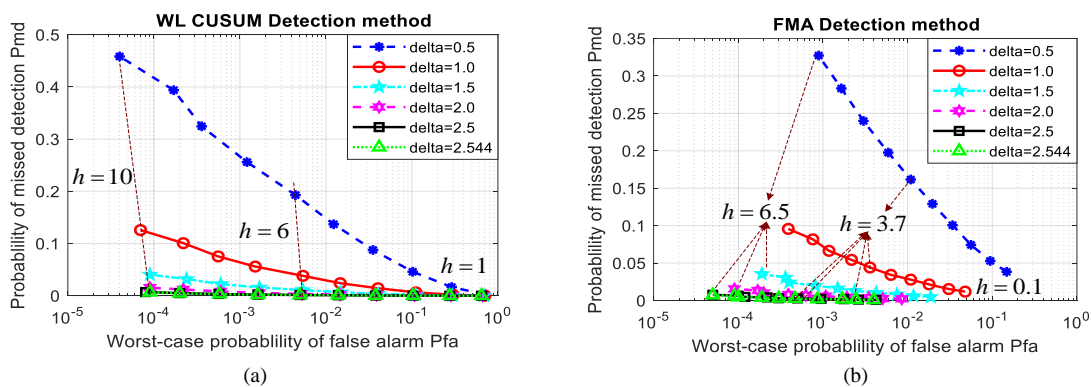 WL CUSUM Detection method
Probablility of missed detection Pmd
0.5
0.4
0.3
0.2
0.1
0
delta=0.5
delta=1.0
delta=1.5
delta=2.0
delta=2.5
delta=2.544
h = 10
h = 6
h = 1
10^-5
10^-4
10^-3
10^-2
10^-1
10^0
Worst-case probablility of false alarm Pfa
(a)
FMA Detection method
Probablility of missed detection Pmd
0.35
0.3
0.25
0.2
0.15
0.1
0.05
0
delta=0.5
delta=1.0
delta=1.5
delta=2.0
delta=2.5
delta=2.544
h = 6.5
h = 3.7
h = 0.1
10^-5
10^-4
10^-3
10^-2
10^-1
10^0
Worst-case probablility of false alarm Pfa
(b)